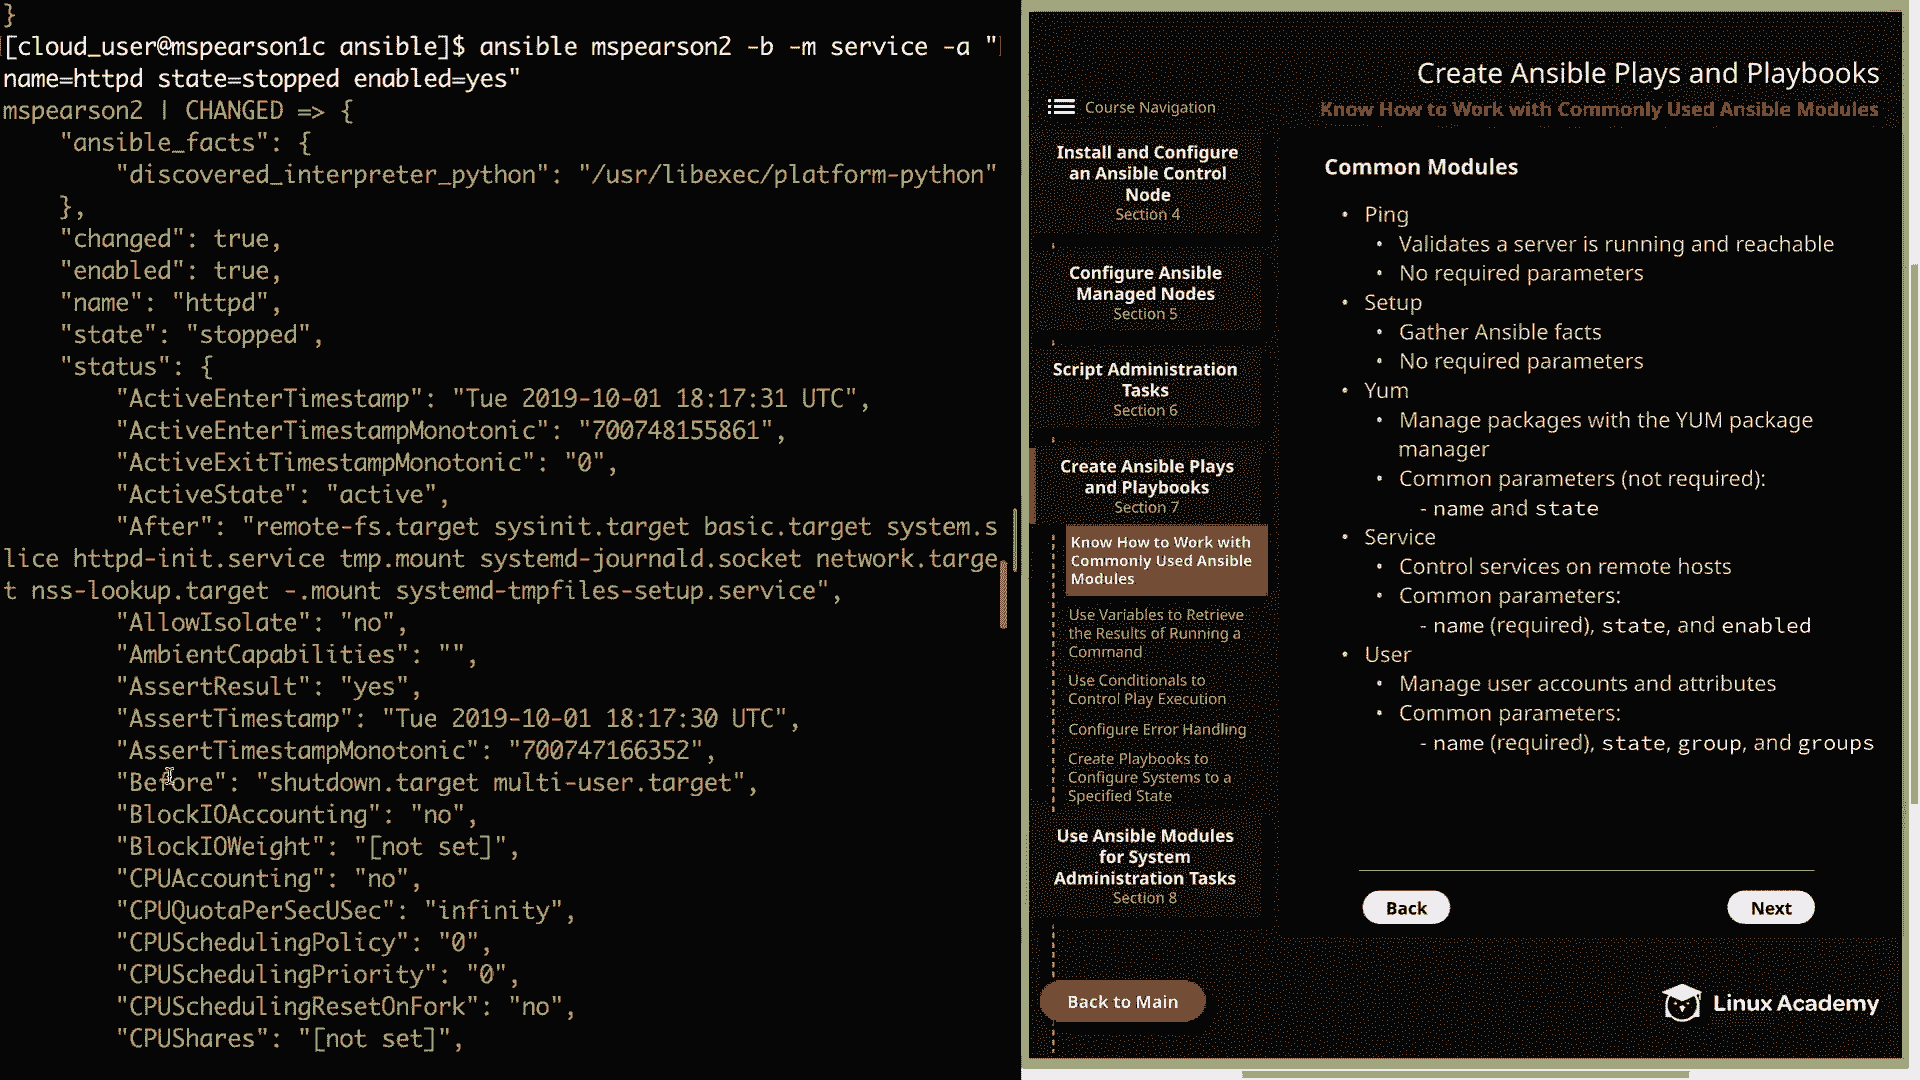 }
[cloud_user@mspearson1c ansible]$ ansible mspearson2 -b -m service -a "
name=httpd state=stopped enabled=yes"
mspearson2 | CHANGED => {
    "ansible_facts": {
        "discovered_interpreter_python": "/usr/libexec/platform-python"
    },
    "changed": true,
    "enabled": true,
    "name": "httpd",
    "state": "stopped",
    "status": {
        "ActiveEnterTimestamp": "Tue 2019-10-01 18:17:31 UTC",
        "ActiveEnterTimestampMonotonic": "700748155861",
        "ActiveExitTimestampMonotonic": "0",
        "ActiveState": "active",
        "After": "remote-fs.target sysinit.target basic.target system.s
lice httpd-init.service tmp.mount systemd-journald.socket network.targe
t nss-lookup.target -.mount systemd-tmpfiles-setup.service",
        "AllowIsolate": "no",
        "AmbientCapabilities": "",
        "AssertResult": "yes",
        "AssertTimestamp": "Tue 2019-10-01 18:17:30 UTC",
        "AssertTimestampMonotonic": "700747166352",
        "Before": "shutdown.target multi-user.target",
        "BlockIOAccounting": "no",
        "BlockIOWeight": "[not set]",
        "CPUAccounting": "no",
        "CPUQuotaPerSecUSec": "infinity",
        "CPUSchedulingPolicy": "0",
        "CPUSchedulingPriority": "0",
        "CPUSchedulingResetOnFork": "no",
        "CPUShares": "[not set]",
Create Ansible Plays and Playbooks
Course Navigation
Know How to Work with Commonly Used Ansible Modules
Install and Configure
an Ansible Control
Node
Section 4
Configure Ansible
Managed Nodes
Section 5
Script Administration
Tasks
Section 6
Create Ansible Plays
and Playbooks
Section 7
Know How to Work with
Commonly Used Ansible
Modules
Use Variables to Retrieve
the Results of Running a
Command
Use Conditionals to
Control Play Execution
Configure Error Handling
Create Playbooks to
Configure Systems to a
Specified State
Use Ansible Modules
for System
Administration Tasks
Section 8
Back to Main
Common Modules
• Ping
• Validates a server is running and reachable
• No required parameters
• Setup
• Gather Ansible facts
• No required parameters
• Yum
• Manage packages with the YUM package
manager
• Common parameters (not required):
- name and state
• Service
• Control services on remote hosts
• Common parameters:
- name (required), state, and enabled
• User
• Manage user accounts and attributes
• Common parameters:
- name (required), state, group, and groups
Back
Next
Linux Academy